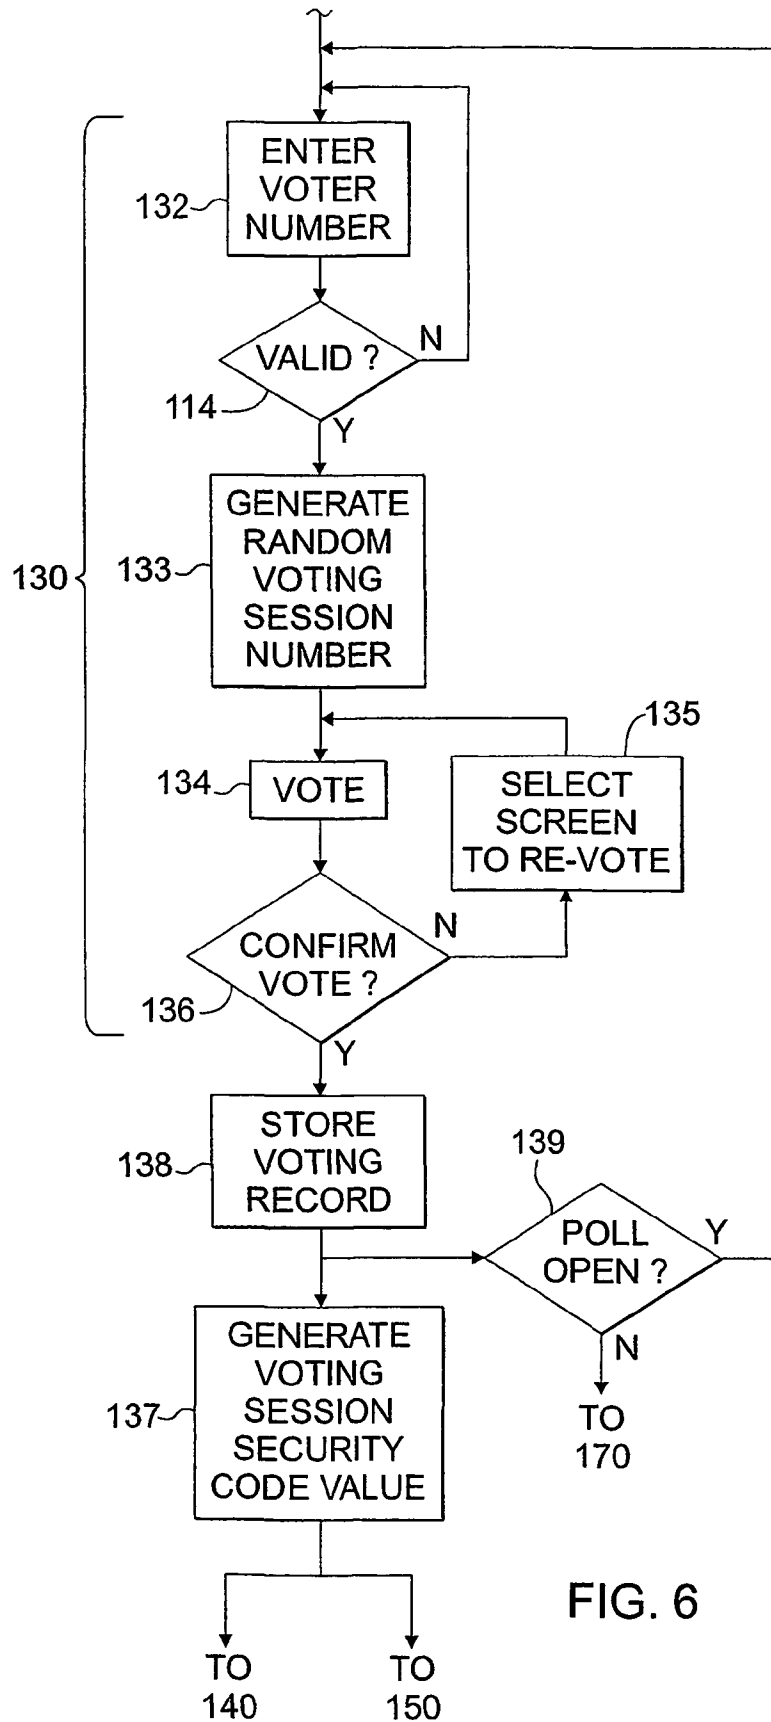 ENTER
VOTER
NUMBER
132
VALID ?
N
114
Y
GENERATE
RANDOM
VOTING
SESSION
NUMBER
133
130
134
VOTE
135
SELECT
SCREEN
TO RE-VOTE
CONFIRM
VOTE ?
N
136
Y
STORE
VOTING
RECORD
138
139
POLL
OPEN ?
Y
N
TO
170
GENERATE
VOTING
SESSION
SECURITY
CODE VALUE
137
TO
140
TO
150
FIG. 6